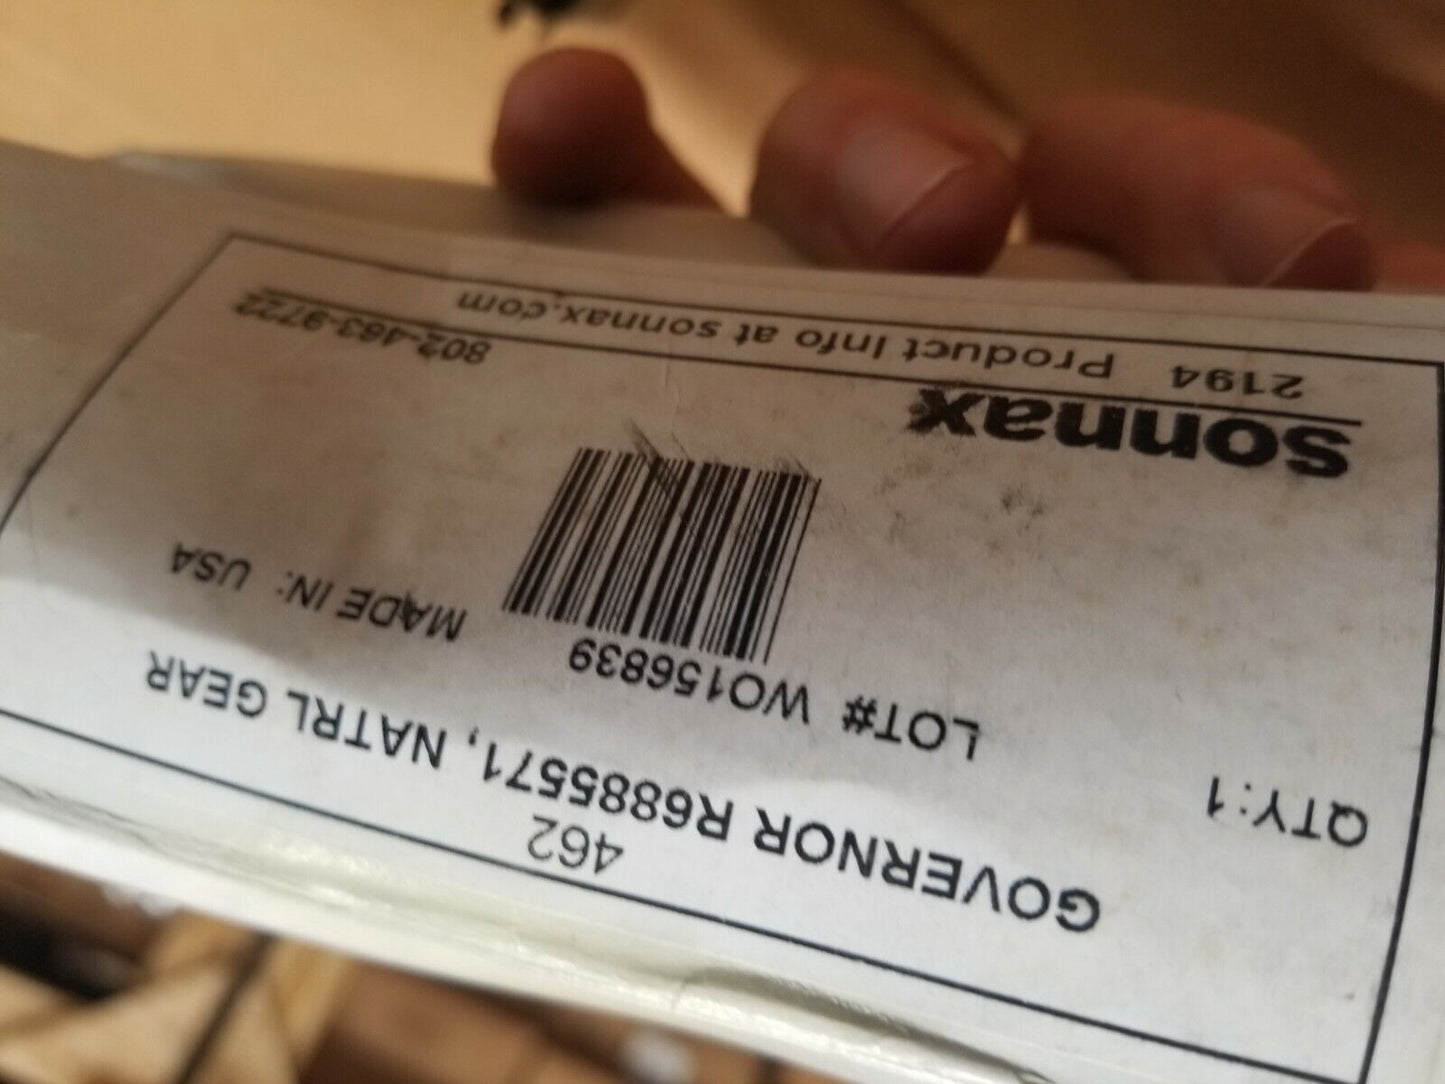 462
GOVERNOR R6885571, NATRL GEAR
QTY:1
LOT# WO156839
MADE IN: USA
sonnax
802-463-9722
2194 Product Info at sonnax.com